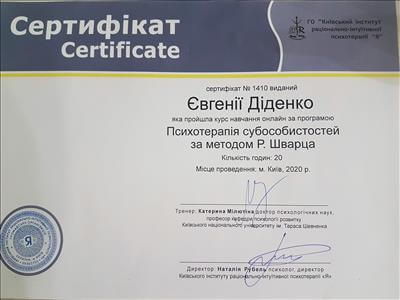 Сертифікат
Certificate
ГО "Київський інститут
раціонально-інтуїтивної
психотерапії "Я"
сертифікат № 1410 виданий
Євгенії Діденко
яка пройшла курс навчання онлайн за програмою
Психотерапія субособистостей
за методом Р. Шварца
Кількість годин: 20
Місце проведення: м. Київ, 2020 р.
Тренер: Катерина Мілютіна доктор психологічних наук,
професор кафедри психології розвитку
Київського національного університету ім. Тараса Шевченка
Директор: Наталія Рубель психолог, директор
Київського інституту раціонально-інтуїтивної психотерапії «Я»
Я